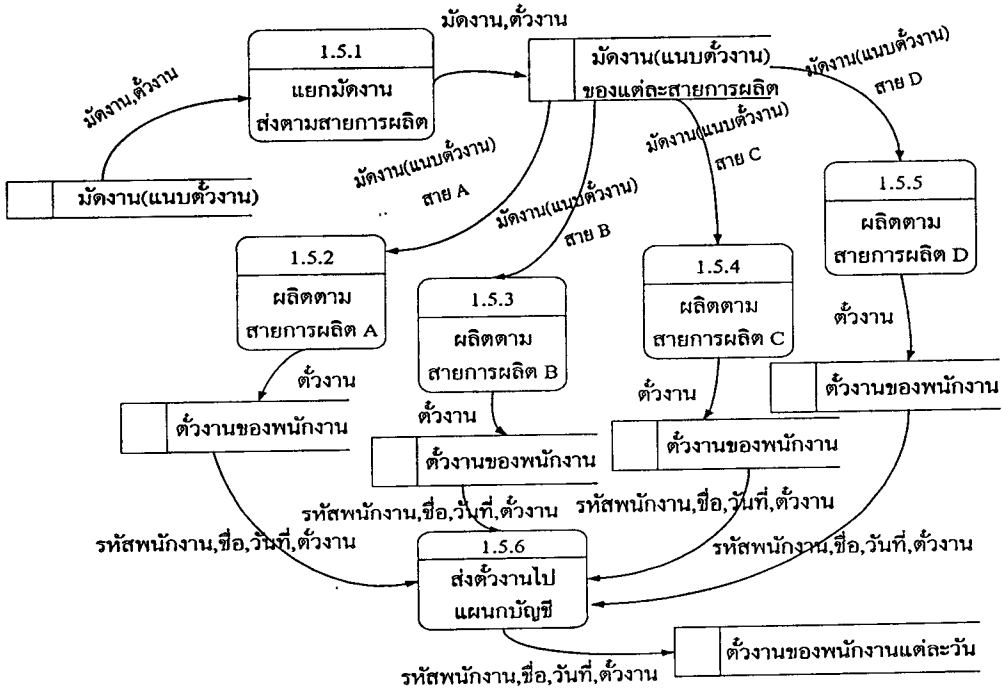 มัดงาน,ตั๋วงาน
1.5.1
แยกมัดงาน
ส่งตามสายการผลิต
มัดงาน(แนบตั๋วงาน)
ของแต่ละสายการผลิต
มัดงาน,ตั๋วงาน
มัดงาน(แนบตั๋วงาน)
สาย D
มัดงาน(แนบตั๋วงาน)
มัดงาน(แนบตั๋วงาน)
สาย A
มัดงาน(แนบตั๋วงาน)
สาย B
มัดงาน(แนบตั๋วงาน)
สาย C
1.5.5
ผลิตตาม
สายการผลิต D
1.5.2
ผลิตตาม
สายการผลิต A
1.5.3
ผลิตตาม
สายการผลิต B
1.5.4
ผลิตตาม
สายการผลิต C
ตั๋วงาน
ตั๋วงาน
ตั๋วงาน
ตั๋วงาน
ตั๋วงานของพนักงาน
ตั๋วงานของพนักงาน
ตั๋วงานของพนักงาน
ตั๋วงานของพนักงาน
รหัสพนักงาน,ชื่อ,วันที่,ตั๋วงาน
รหัสพนักงาน,ชื่อ,วันที่,ตั๋วงาน
รหัสพนักงาน,ชื่อ,วันที่,ตั๋วงาน
รหัสพนักงาน,ชื่อ,วันที่,ตั๋วงาน
1.5.6
ส่งตั๋วงานไป
แผนกบัญชี
ตั๋วงานของพนักงานแต่ละวัน
รหัสพนักงาน,ชื่อ,วันที่,ตั๋วงาน